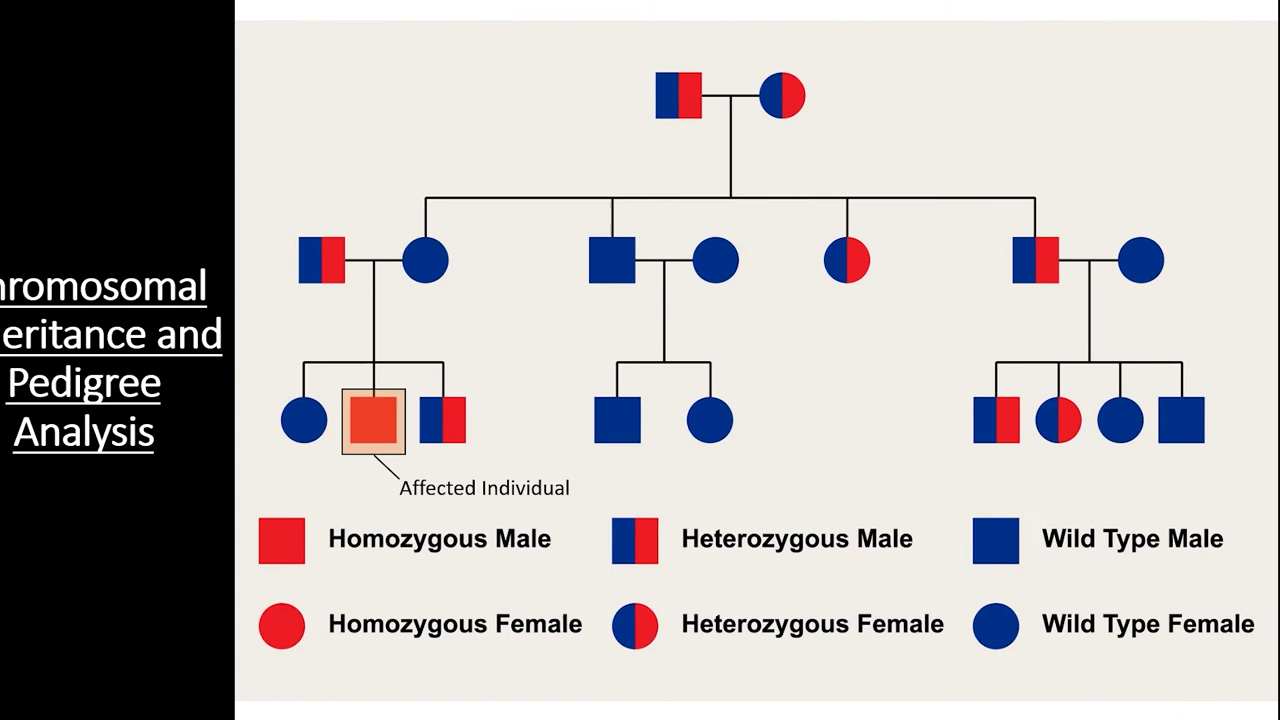 hromosomal
eritance and
Pedigree
Analysis
Affected Individual
Homozygous Male
Heterozygous Male
Wild Type Male
Homozygous Female
Heterozygous Female
Wild Type Female